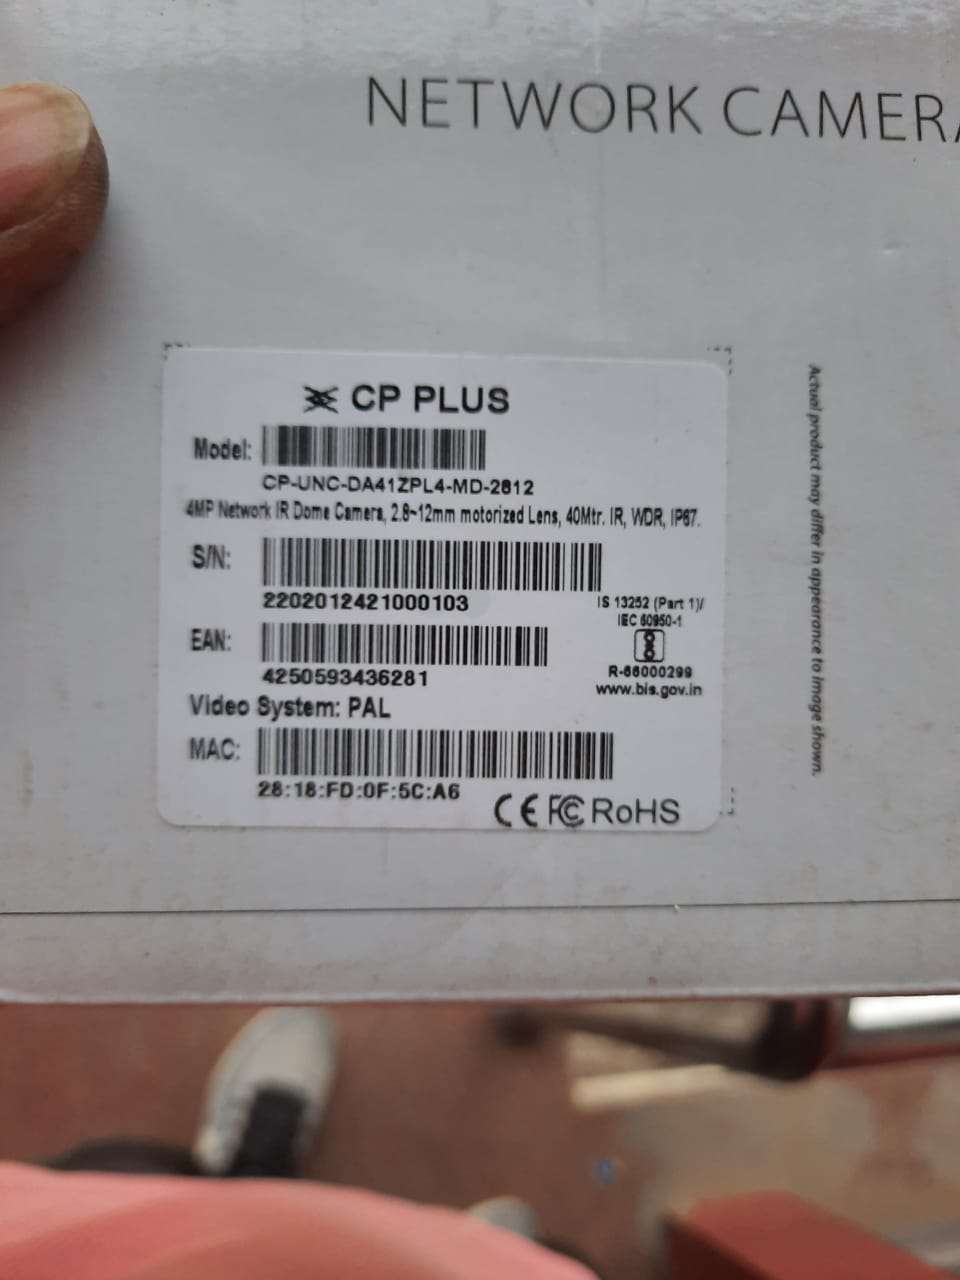 NETWORK CAMERA
CP PLUS
Model:
CP-UNC-DA41ZPL4-MD-2812
4MP Network IR Dome Camera, 2.8~12mm motorized Lens, 40Mtr. IR, WDR, IP67.
S/N:
2202012421000103
IS 13252 (Part 1)/
IEC 60950-1
EAN:
4250593436281
R-66000299
www.bis.gov.in
Video System: PAL
MAC:
28:18:FD:0F:5C:A6
CE FC RoHS
Actual product may differ in appearance to image shown.